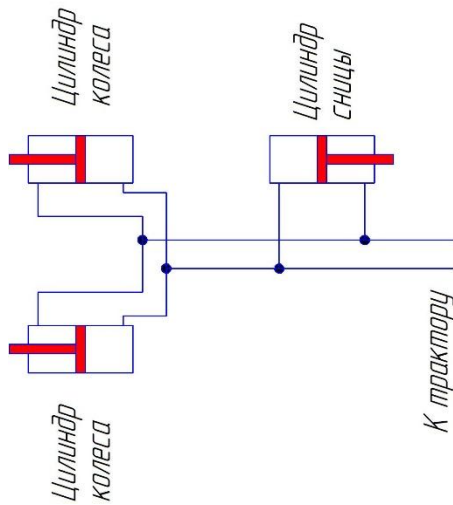 Цилиндр
колеса
Цилиндр
сницы
Цилиндр
колеса
К трактору